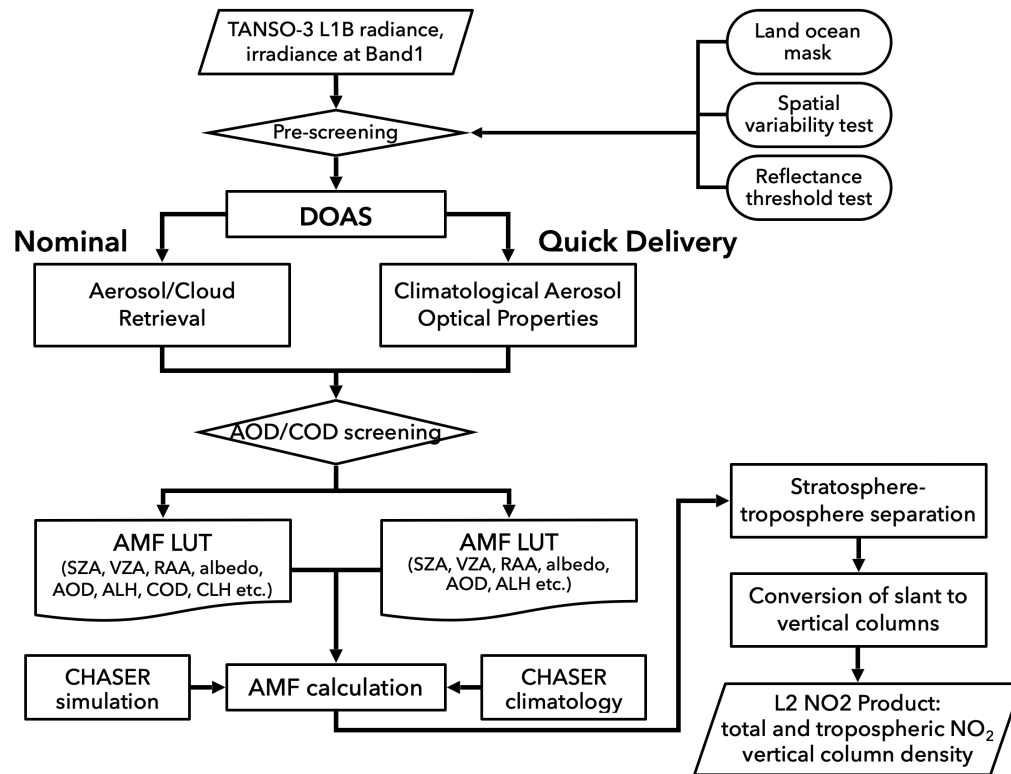 TANSO-3 L1B radiance,
irradiance at Band1
Land ocean
mask
Spatial
variability test
Reflectance
threshold test
Pre-screening
DOAS
Nominal
Quick Delivery
Aerosol/Cloud
Retrieval
Climatological Aerosol
Optical Properties
AOD/COD screening
AMF LUT
(SZA, VZA, RAA, albedo,
AOD, ALH, COD, CLH etc.)
AMF LUT
(SZA, VZA, RAA, albedo,
AOD, ALH etc.)
CHASER
simulation
AMF calculation
CHASER
climatology
Stratosphere-
troposphere separation
Conversion of slant to
vertical columns
L2 NO2 Product:
total and tropospheric NO₂
vertical column density